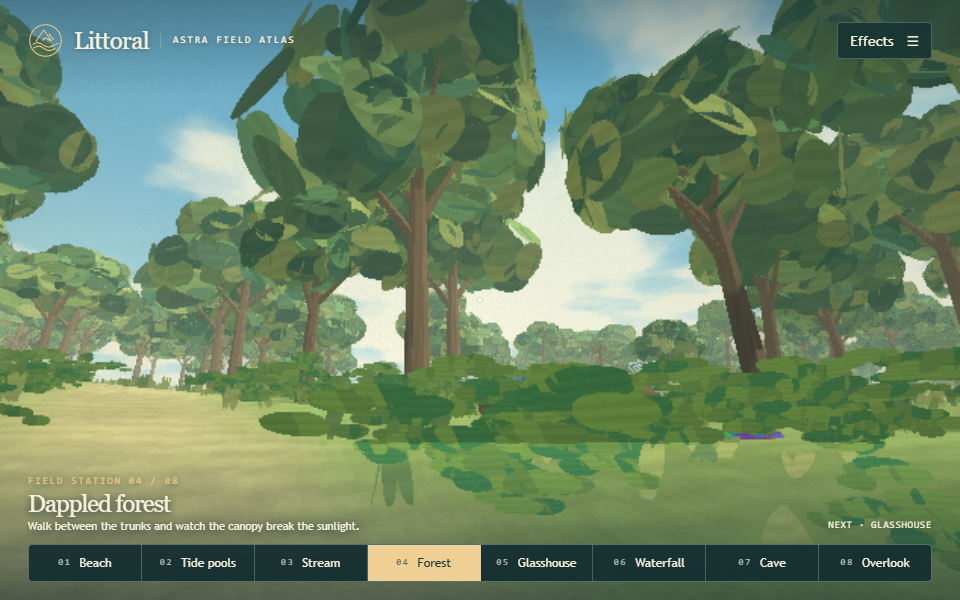 Littoral
ASTRA FIELD ATLAS
Effects
FIELD STATION 04 / 08
Dappled forest
Walk between the trunks and watch the canopy break the sunlight.
NEXT · GLASSHOUSE
01 Beach
02 Tide pools
03 Stream
04 Forest
05 Glasshouse
06 Waterfall
07 Cave
08 Overlook